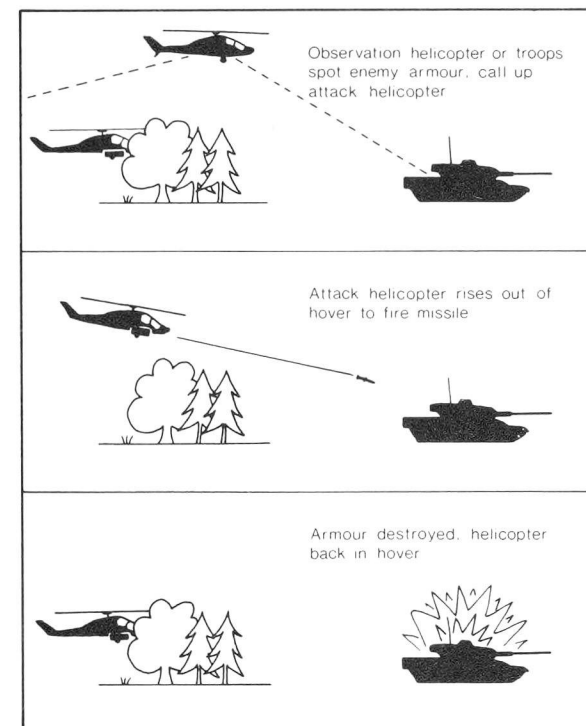 Observation helicopter or troops
spot enemy armour, call up
attack helicopter
Attack helicopter rises out of
hover to fire missile
Armour destroyed, helicopter
back in hover